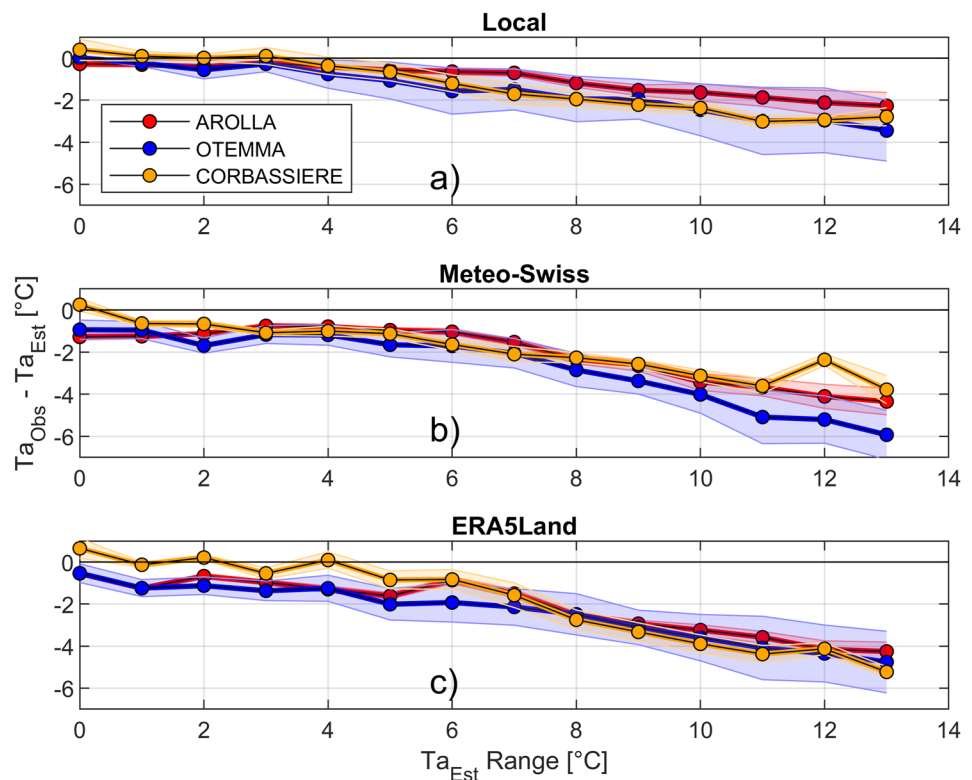 Local
0
-2
-4
-6
AROLLA
OTEMMA
CORBASSIERE
a)
0 2 4 6 8 10 12 14
Meteo-Swiss
Ta_Obs - Ta_Est [°C]
0
-2
-4
-6
b)
0 2 4 6 8 10 12 14
ERA5Land
0
-2
-4
-6
c)
0 2 4 6 8 10 12 14
Ta_Est Range [°C]